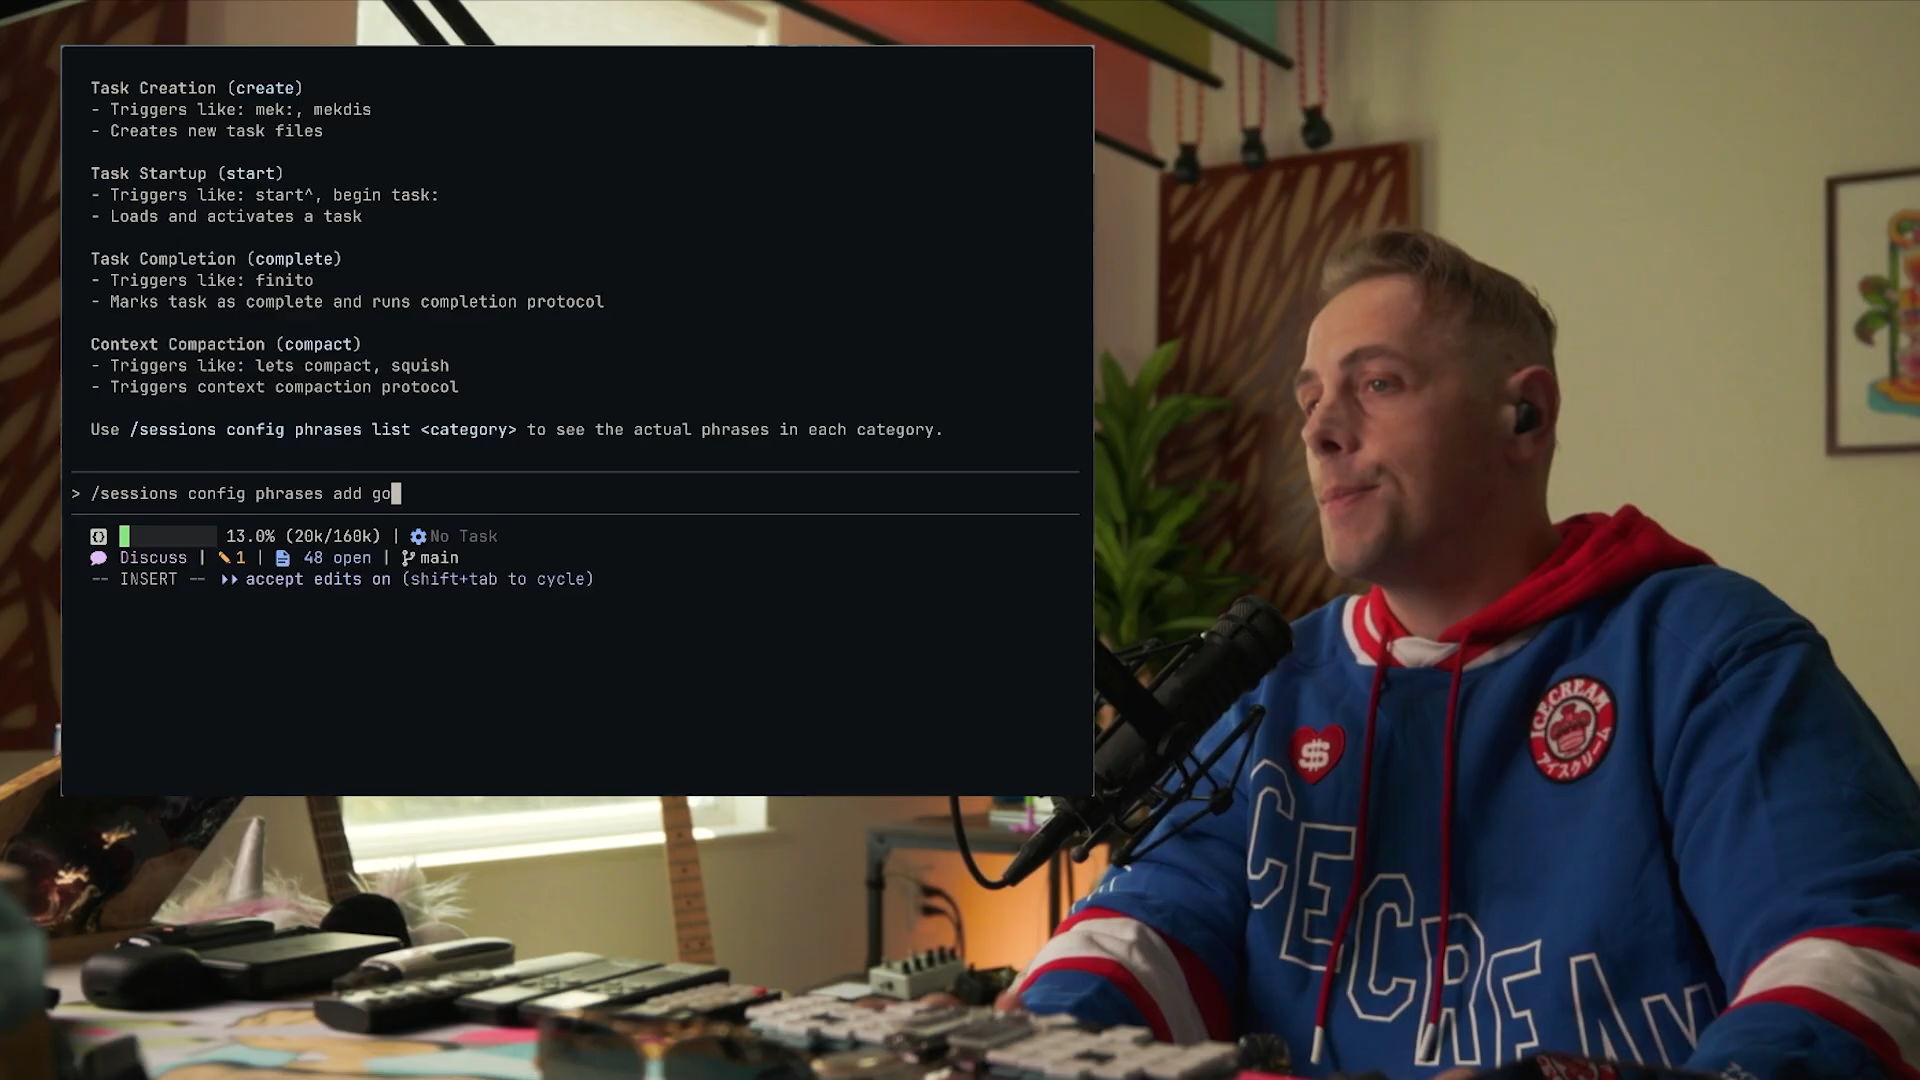 Task Creation (create)
- Triggers like: mek:, mekdis
- Creates new task files
Task Startup (start)
- Triggers like: start^, begin task:
- Loads and activates a task
Task Completion (complete)
- Triggers like: finito
- Marks task as complete and runs completion protocol
Context Compaction (compact)
- Triggers like: lets compact, squish
- Triggers context compaction protocol
Use /sessions config phrases list <category> to see the actual phrases in each category.
> /sessions config phrases add go
13.0% (20k/160k) | No Task
Discuss | 1 | 48 open | main
-- INSERT -- ⏵⏵ accept edits on (shift+tab to cycle)
ICECREAM
アイスクリーム
$
ICECREAM